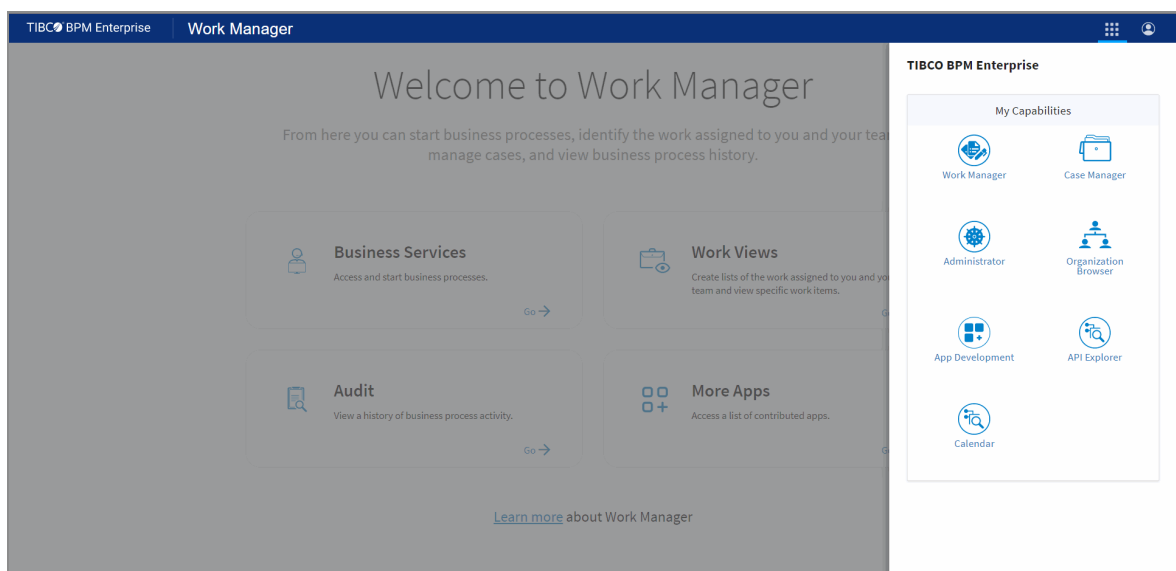 TIBCO BPM Enterprise
Work Manager
Welcome to Work Manager
From here you can start business processes, identify the work assigned to you and your
manage cases, and view business process history.
Business Services
Access and start business processes.
Go
Work Views
Create lists of the work assigned to you and
team and view specific work items.
Audit
View a history of business process activity.
Go
More Apps
Access a list of contributed apps.
Learn more about Work Manager
TIBCO BPM Enterprise
My Capabilities
Work Manager
Case Manager
Administrator
Organization
Browser
App Development
API Explorer
Calendar